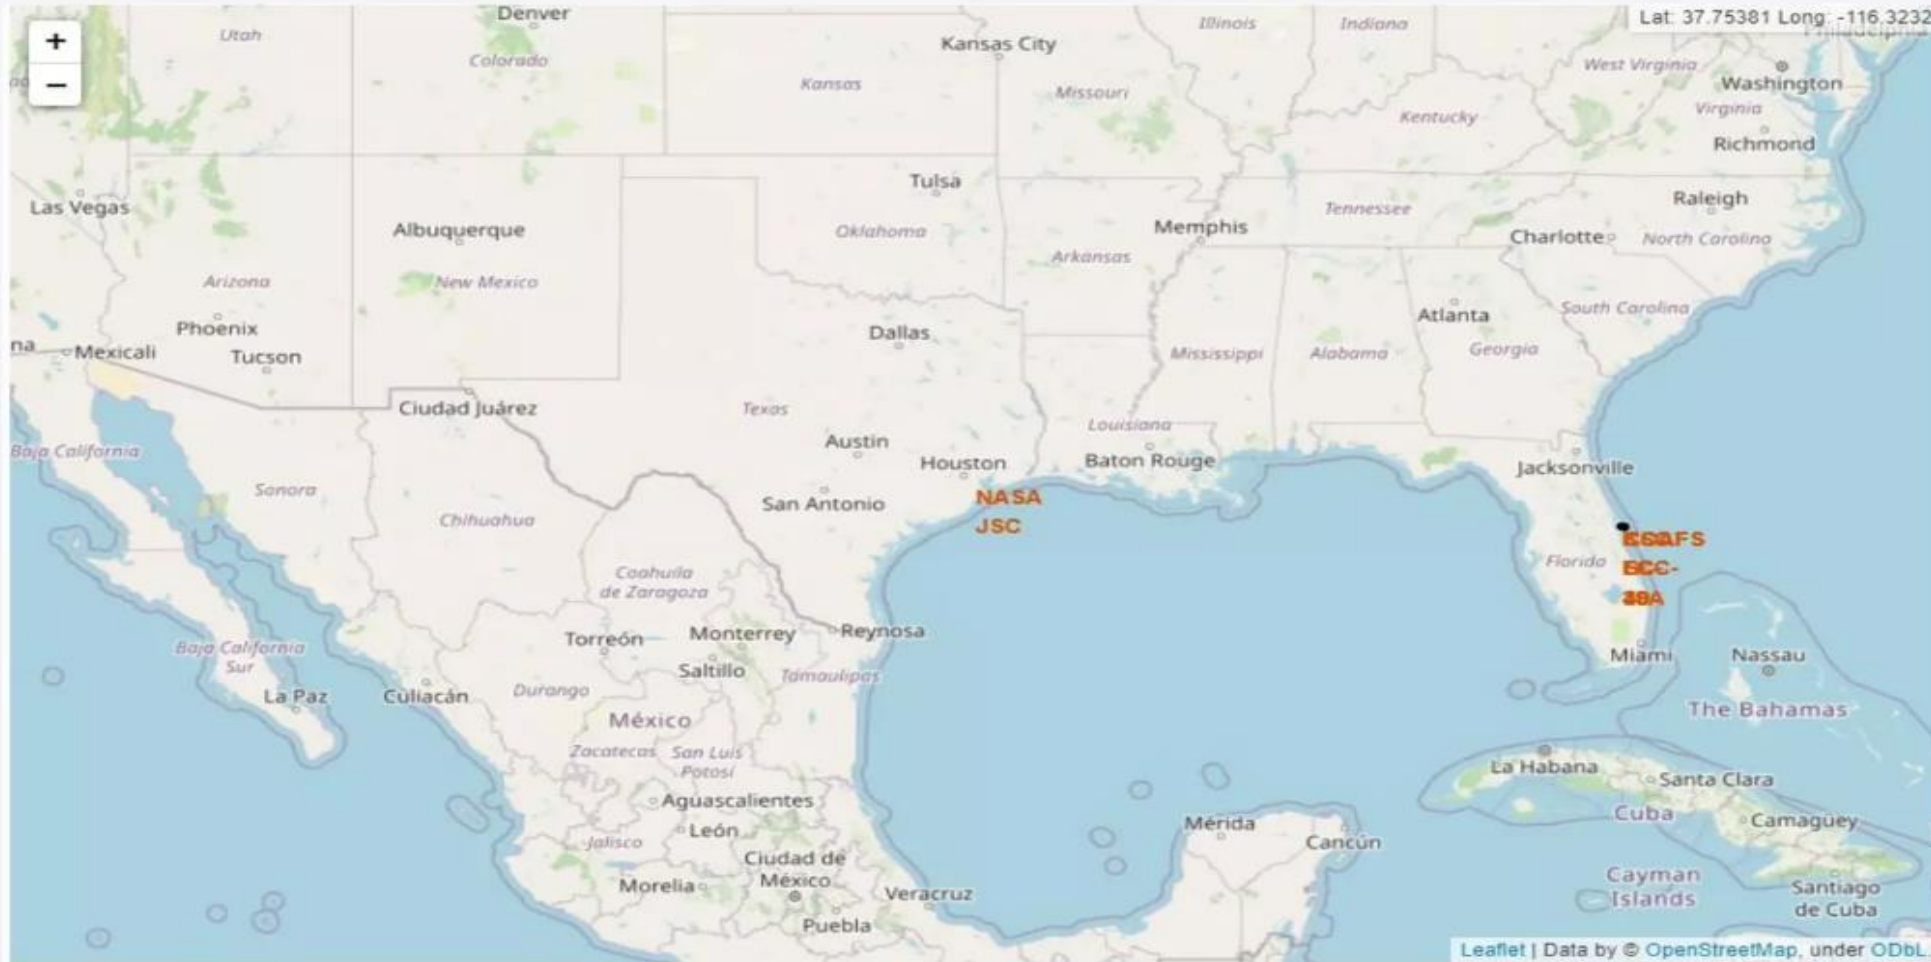 Denver
Utah
Illinois
Indiana
Lat: 37.75381 Long: -116.3232
Philadelphia
+
−
Colorado
Kansas City
Kansas
Missouri
West Virginia
Washington
Kentucky
Virginia
Richmond
Las Vegas
Tulsa
Albuquerque
Oklahoma
Memphis
Tennessee
Raleigh
Charlotte
North Carolina
Arkansas
Arizona
New Mexico
Phoenix
Tucson
Mexicali
na
Dallas
Atlanta
South Carolina
Mississippi
Alabama
Georgia
Ciudad Juárez
Texas
Austin
Houston
Louisiana
Baton Rouge
Jacksonville
Baja California
Sonora
Chihuahua
San Antonio
NASA
JSC
Florida
Coahuila
de Zaragoza
Torreón
Monterrey
Reynosa
Saltillo
Tamaulipas
Miami
Nassau
The Bahamas
Baja California
Sur
La Paz
Culiacán
Durango
México
Zacatecas
San Luis
Potosí
La Habana
Santa Clara
Cuba
Camagüey
Aguascalientes
León
Jalisco
Ciudad de
México
Morelia
Puebla
Veracruz
Mérida
Cancún
Cayman
Islands
Santiago
de Cuba
Leaflet | Data by © OpenStreetMap, under ODbL.